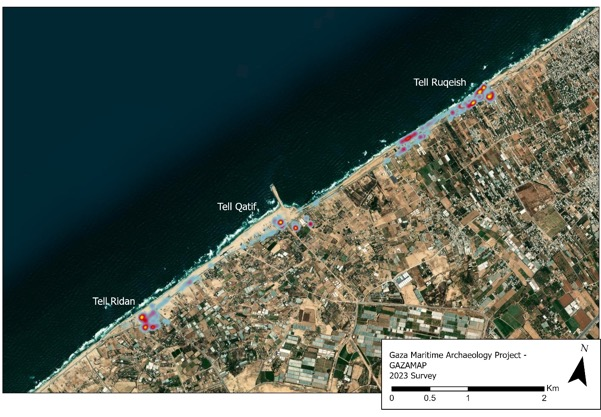 Tell Ruqeish
Tell Qatif
Tell Ridan
N
Gaza Maritime Archaeology Project -
GAZAMAP
2023 Survey
Km
0 0.5 1 2